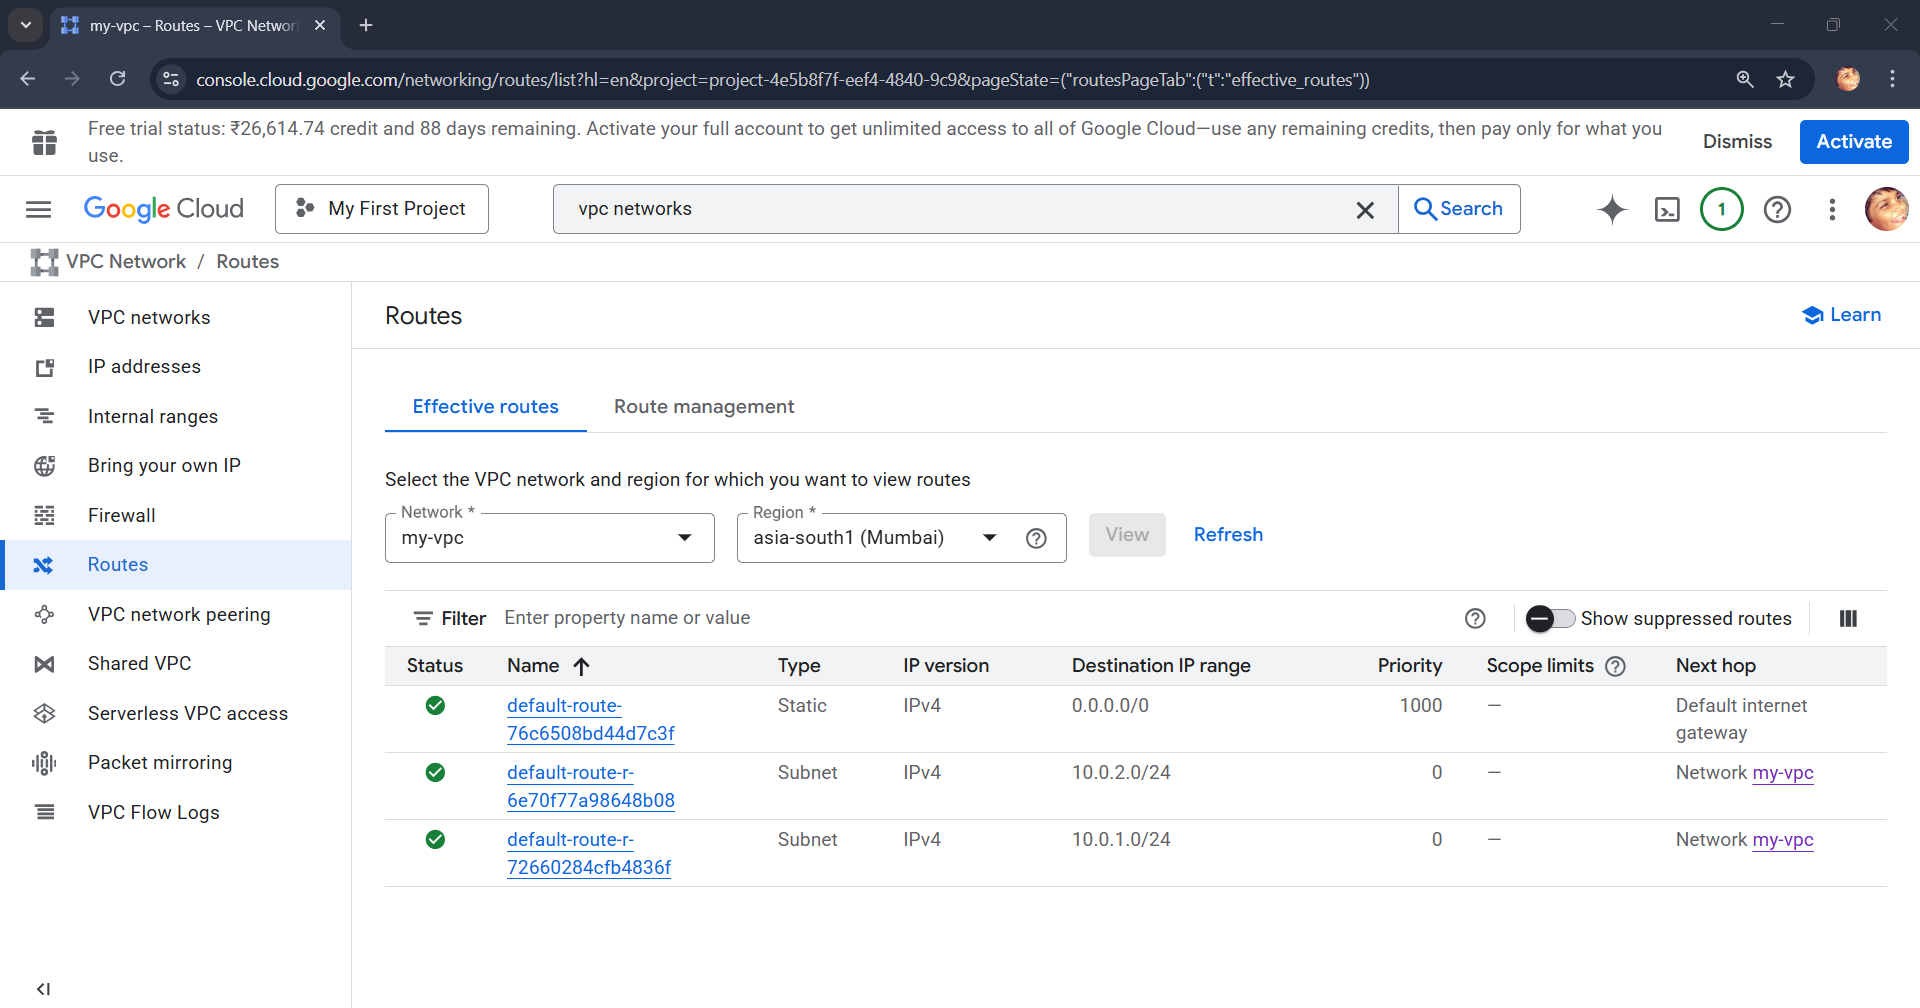 my-vpc – Routes – VPC Networ
console.cloud.google.com/networking/routes/list?hl=en&project=project-4e5b8f7f-eef4-4840-9c9&pageState=("routesPageTab":("t":"effective_routes"))
Free trial status: ₹26,614.74 credit and 88 days remaining. Activate your full account to get unlimited access to all of Google Cloud—use any remaining credits, then pay only for what you
use.
Dismiss
Activate
Google Cloud
My First Project
vpc networks
Search
1
VPC Network / Routes
VPC networks
IP addresses
Internal ranges
Bring your own IP
Firewall
Routes
VPC network peering
Shared VPC
Serverless VPC access
Packet mirroring
VPC Flow Logs
Routes
Learn
Effective routes
Route management
Select the VPC network and region for which you want to view routes
Network *
my-vpc
Region *
asia-south1 (Mumbai)
View
Refresh
Filter Enter property name or value
Show suppressed routes
Status Name Type IP version Destination IP range Priority Scope limits Next hop
default-route- Static IPv4 0.0.0.0/0 1000 — Default internet
76c6508bd44d7c3f gateway
default-route-r- Subnet IPv4 10.0.2.0/24 0 — Network my-vpc
6e70f77a98648b08
default-route-r- Subnet IPv4 10.0.1.0/24 0 — Network my-vpc
72660284cfb4836f